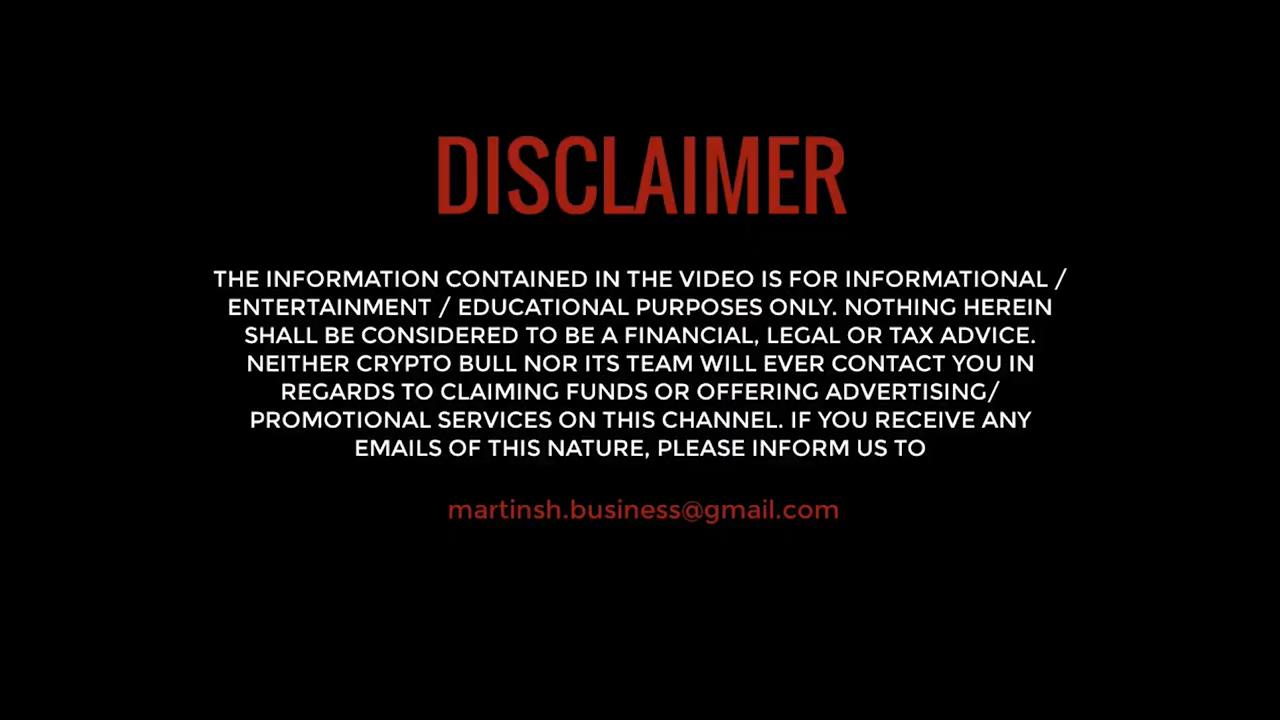 DISCLAIMER
THE INFORMATION CONTAINED IN THE VIDEO IS FOR INFORMATIONAL /
ENTERTAINMENT / EDUCATIONAL PURPOSES ONLY. NOTHING HEREIN
SHALL BE CONSIDERED TO BE A FINANCIAL, LEGAL OR TAX ADVICE.
NEITHER CRYPTO BULL NOR ITS TEAM WILL EVER CONTACT YOU IN
REGARDS TO CLAIMING FUNDS OR OFFERING ADVERTISING/
PROMOTIONAL SERVICES ON THIS CHANNEL. IF YOU RECEIVE ANY
EMAILS OF THIS NATURE, PLEASE INFORM US TO
martinsh.business@gmail.com